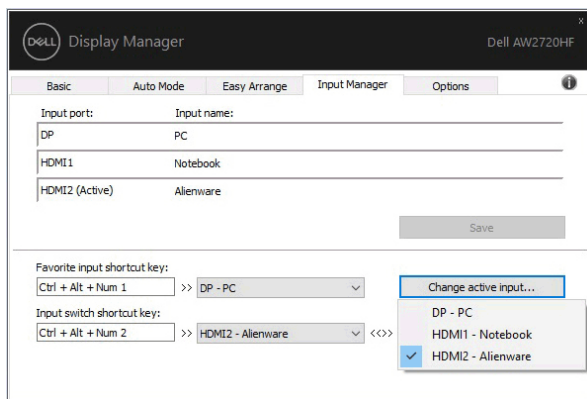 x
DELL Display Manager Dell AW2720HF
Basic Auto Mode Easy Arrange Input Manager Options i
Input port: Input name:
DP PC
HDMI1 Notebook
HDMI2 (Active) Alienware
Save
Favorite input shortcut key:
Ctrl + Alt + Num 1 >> DP - PC Change active input...
Input switch shortcut key:
Ctrl + Alt + Num 2 >> HDMI2 - Alienware <<>>
DP - PC
HDMI1 - Notebook
HDMI2 - Alienware